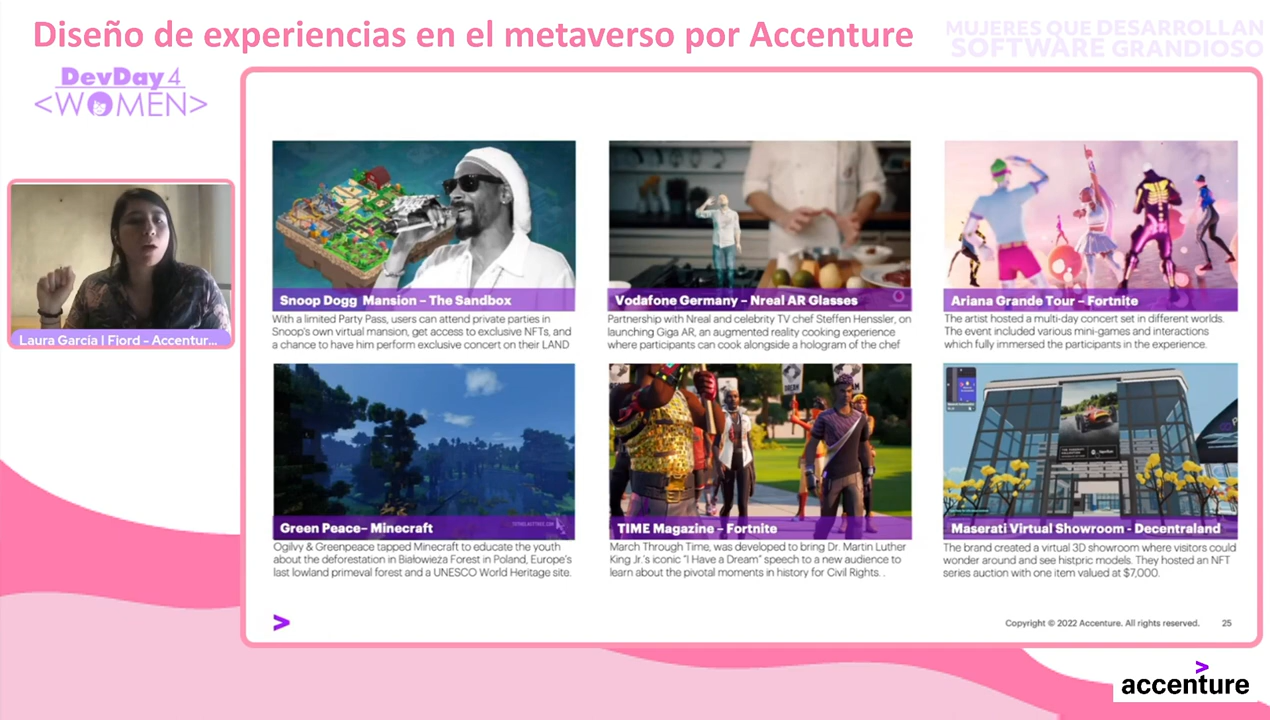 Diseño de experiencias en el metaverso por Accenture
MUJERES QUE DESARROLLAN
SOFTWARE GRANDIOSO
DevDay4
<WOMEN>
Laura García | Fjord - Accentur...
Snoop Dogg Mansion – The Sandbox
With a limited Party Pass, users can attend private parties in
Snoop's own virtual mansion, get access to exclusive NFTs, and
a chance to have him perform exclusive concert on their LAND
Vodafone Germany – Nreal AR Glasses
Partnership with Nreal and celebrity TV chef Steffen Henssler, on
launching Giga AR, an augmented reality cooking experience
where participants can cook alongside a hologram of the chef
Ariana Grande Tour – Fortnite
The artist hosted a multi-day concert set in different worlds.
The event included various mini-games and interactions
which fully immersed the participants in the experience.
Green Peace– Minecraft
Ogilvy & Greenpeace tapped Minecraft to educate the youth
about the deforestation in Białowieza Forest in Poland, Europe's
last lowland primeval forest and a UNESCO World Heritage site.
DREAM
TIME Magazine – Fortnite
March Through Time, was developed to bring Dr. Martin Luther
King Jr.'s iconic "I Have a Dream" speech to a new audience to
learn about the pivotal moments in history for Civil Rights. .
Maserati Virtual Showroom - Decentraland
The brand created a virtual 3D showroom where visitors could
wonder around and see histpric models. They hosted an NFT
series auction with one item valued at $7,000.
>
Copyright © 2022 Accenture. All rights reserved.
25
accenture